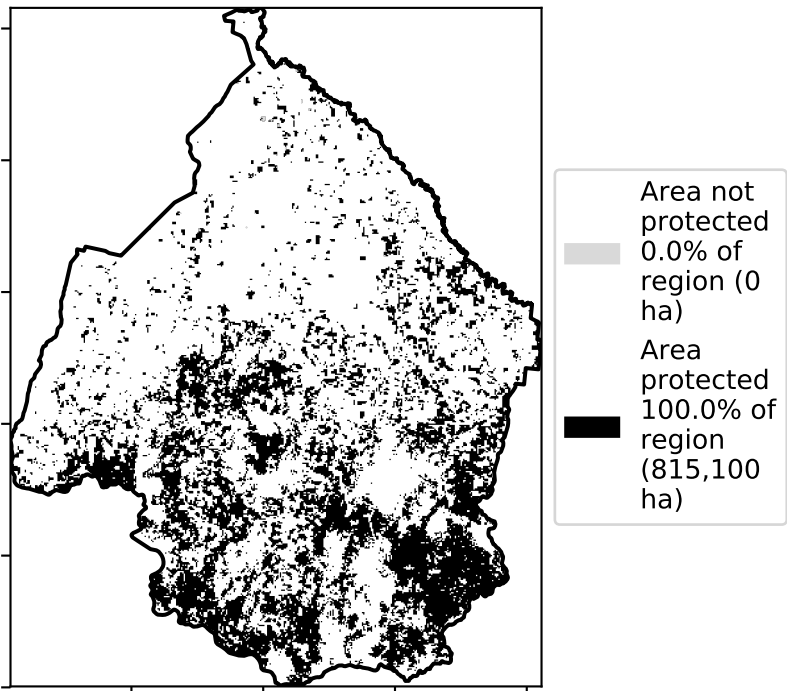 Area not
protected
0.0% of
region (0
ha)
Area
protected
100.0% of
region
(815,100
ha)